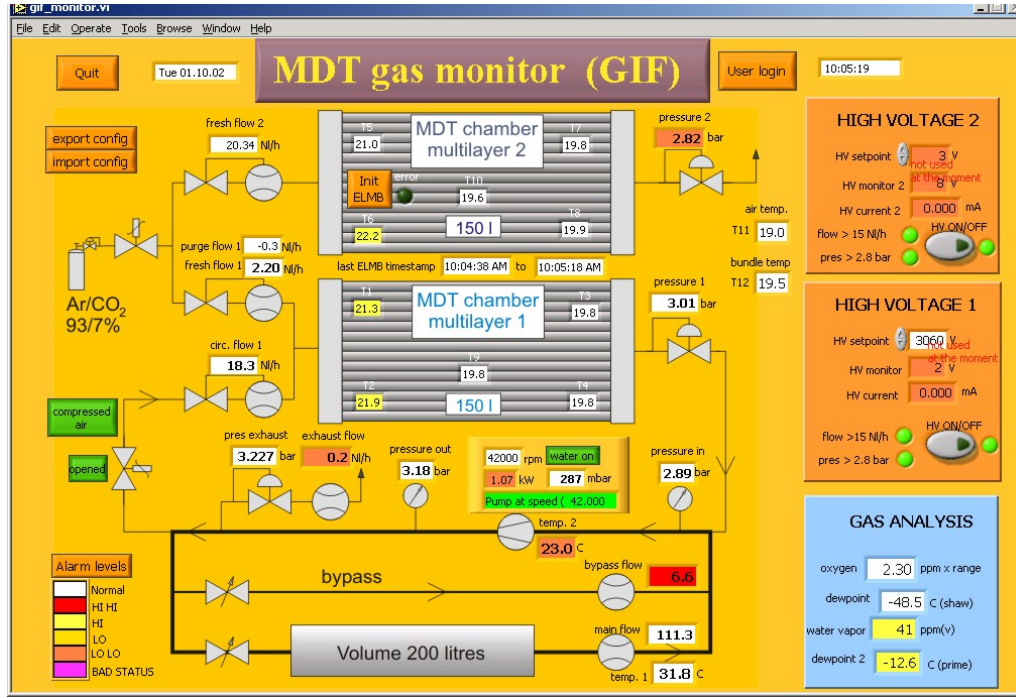 gif_monitor.vi
File Edit Operate Tools Browse Window Help
Quit
Tue 01.10.02
MDT gas monitor (GIF)
User login
10:05:19
export config
import config
fresh flow 2
20.34 Nl/h
T5
21.0
MDT chamber
multilayer 2
T7
19.8
pressure 2
2.82 bar
Init
ELMB
error
T10
19.6
T6
22.2
150 l
T8
19.9
air temp.
T11 19.0
bundle temp
T12 19.5
purge flow 1 -0.3 Nl/h
fresh flow 1 2.20 Nl/h
last ELMB timestamp 10:04:38 AM to 10:05:18 AM
Ar/CO2
93/7%
T1
21.3
MDT chamber
multilayer 1
T3
19.8
pressure 1
3.01 bar
circ. flow 1
18.3 Nl/h
T9
19.8
T2
21.9
150 l
T4
19.8
compressed
air
opened
pres exhaust
3.227 bar
exhaust flow
0.2 Nl/h
pressure out
3.18 bar
42000 rpm water on
1.07 kW 287 mbar
Pump at speed ( 42.000
pressure in
2.89 bar
temp. 2
23.0 C
bypass
bypass flow
6.6
Volume 200 litres
main flow 111.3
temp. 1 31.8 C
Alarm levels
Normal
HI HI
HI
LO
LO LO
BAD STATUS
HIGH VOLTAGE 2
HV setpoint 3 V
not used
at the moment
HV monitor 2 8 V
HV current 2 0.000 mA
flow > 15 Nl/h
HV ON/OFF
pres > 2.8 bar
HIGH VOLTAGE 1
HV setpoint 3060 V
not used
at the moment
HV monitor 2 V
HV current 0.000 mA
flow >15 Nl/h
HV ON/OFF
pres > 2.8 bar
GAS ANALYSIS
oxygen 2.30 ppm x range
dewpoint -48.5 C (shaw)
water vapor 41 ppm(v)
dewpoint 2 -12.6 C (prime)